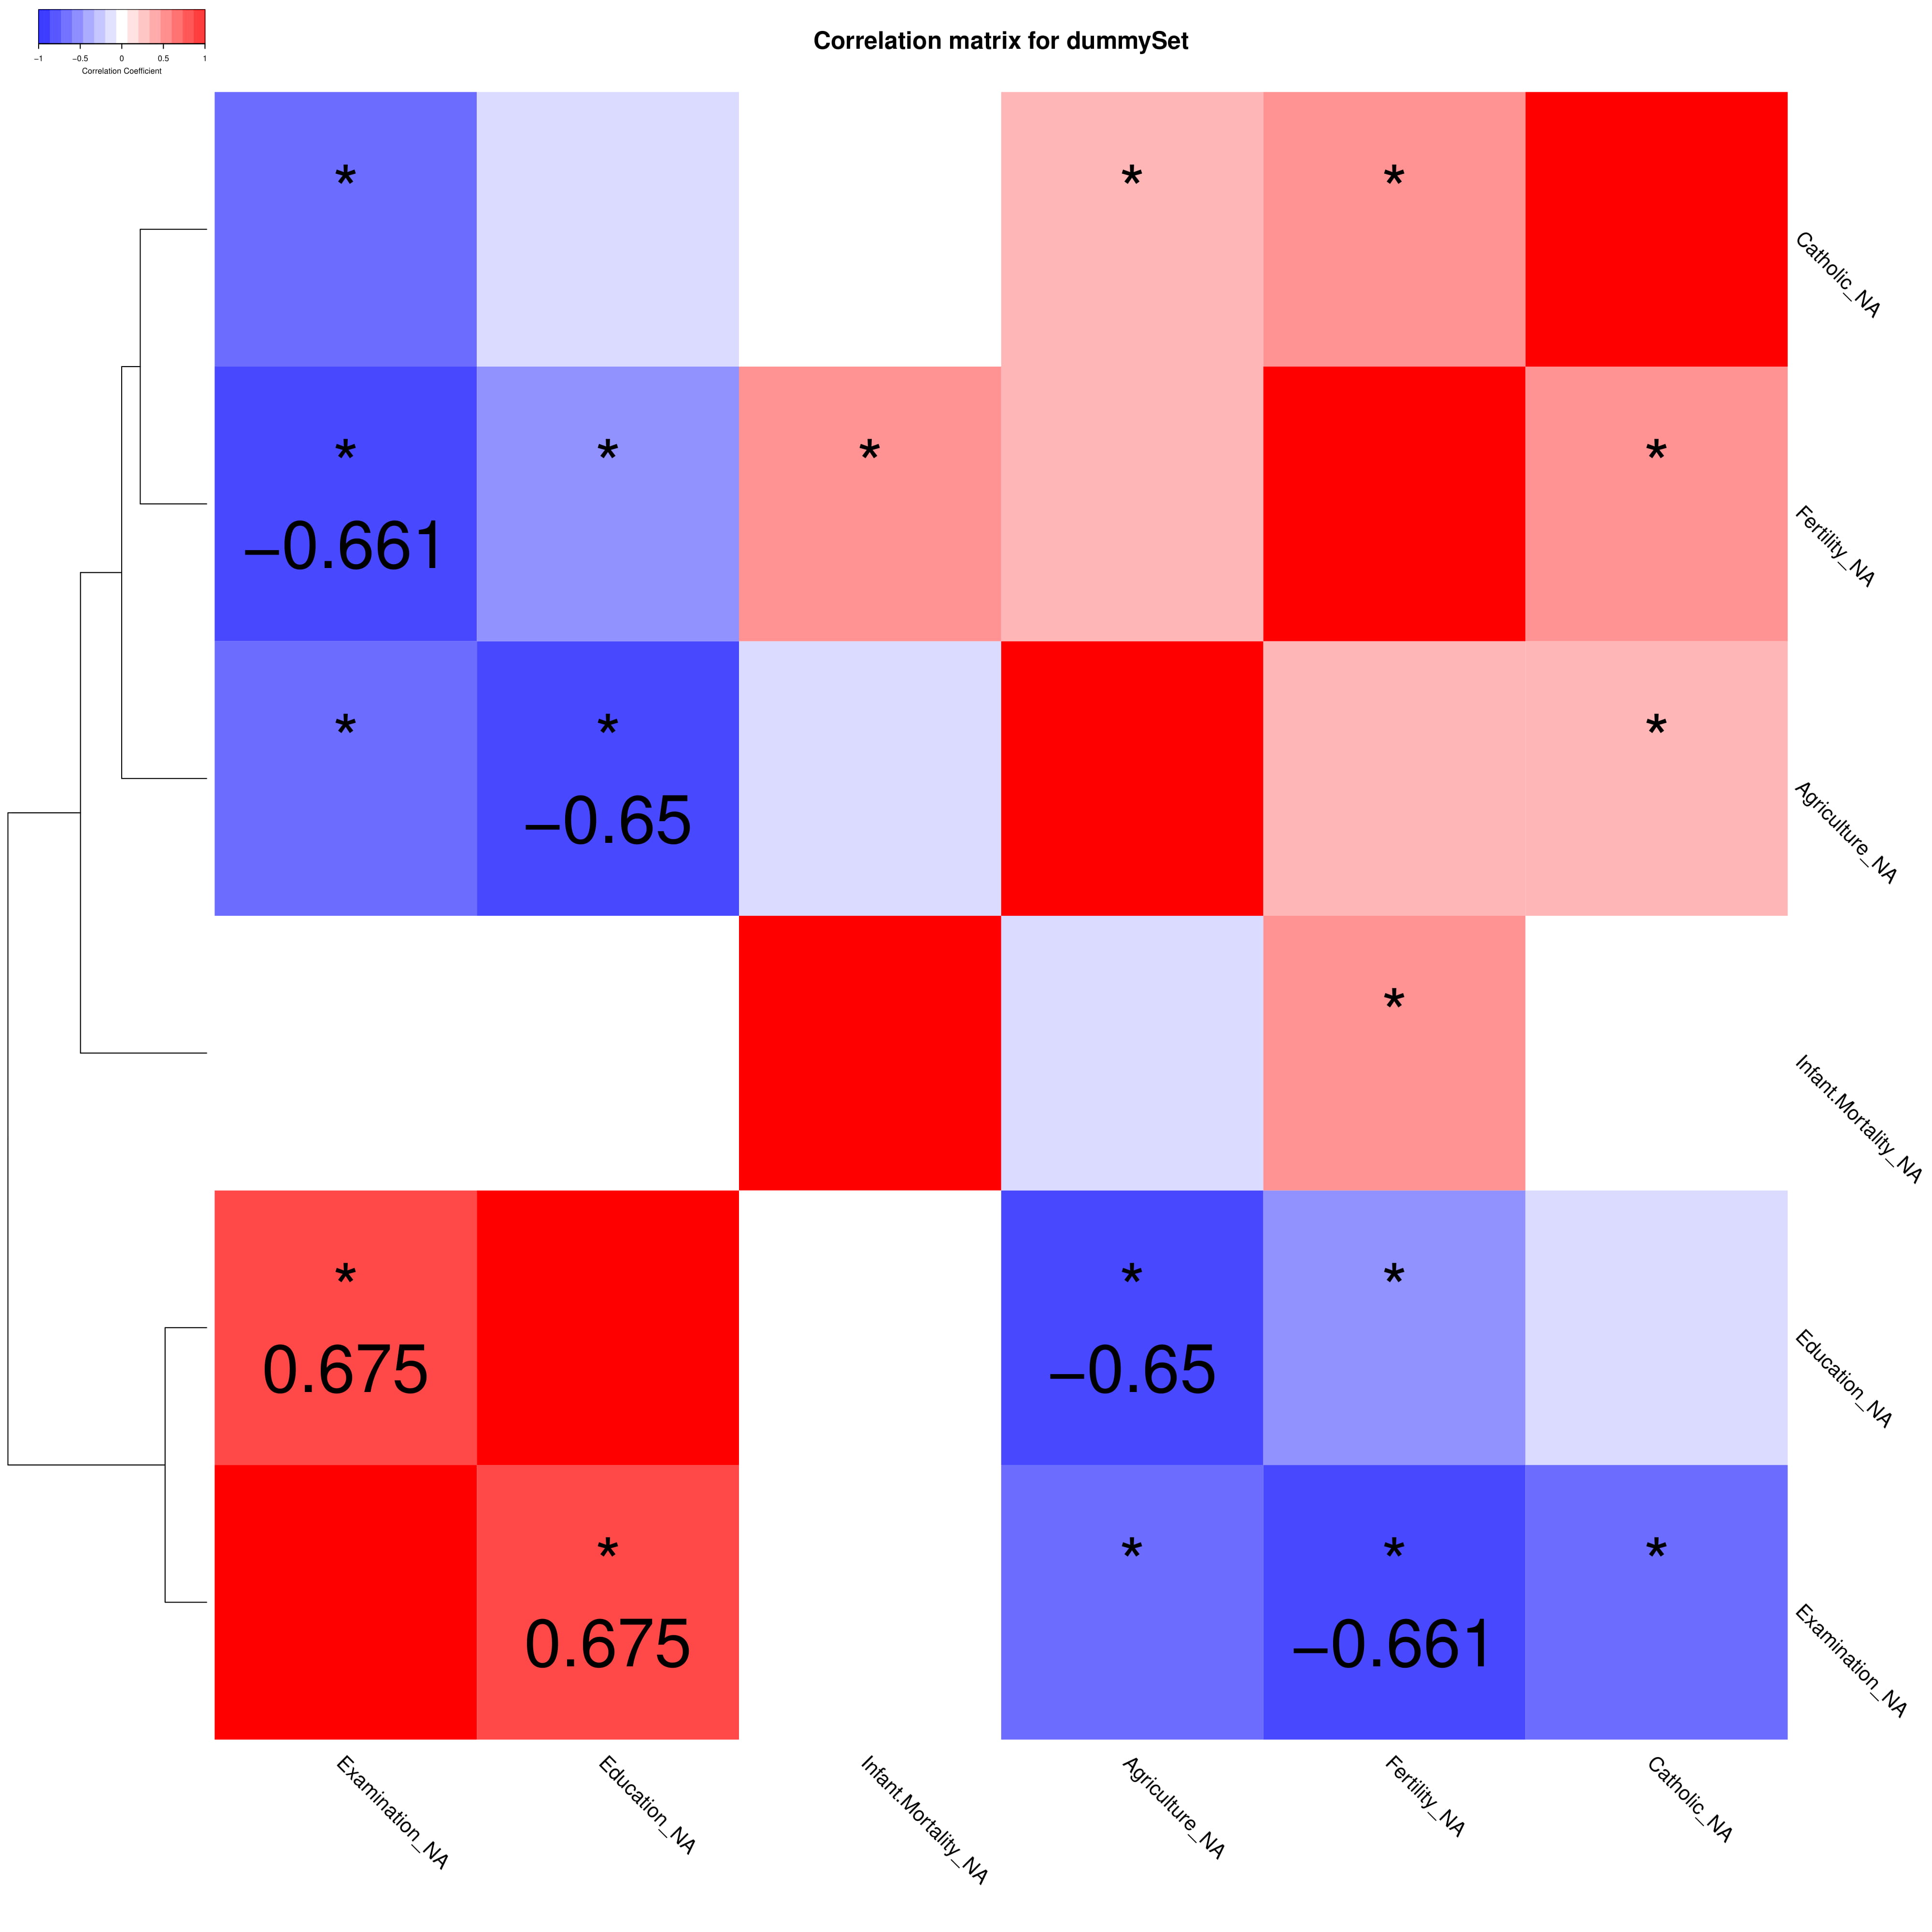 Correlation matrix for dummySet
−1 −0.5 0 0.5 1
Correlation Coefficient
* * *
Catholic_NA
* * * *
−0.661
Fertility_NA
* * *
−0.65
Agriculture_NA
*
Infant.Mortality_NA
* * *
0.675 −0.65
Education_NA
* * * *
0.675 −0.661
Examination_NA
Examination_NA Education_NA Infant.Mortality_NA Agriculture_NA Fertility_NA Catholic_NA